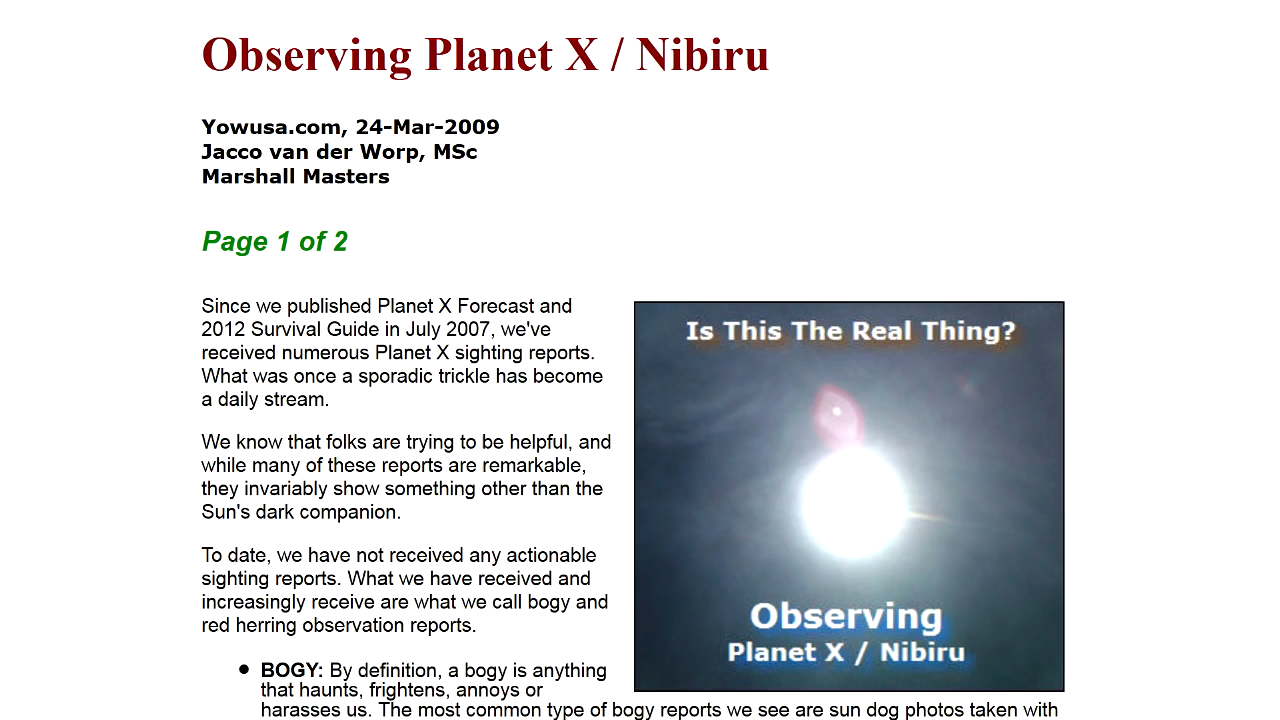 Observing Planet X / Nibiru
Yowusa.com, 24-Mar-2009
Jacco van der Worp, MSc
Marshall Masters
Page 1 of 2
Since we published Planet X Forecast and
2012 Survival Guide in July 2007, we've
received numerous Planet X sighting reports.
What was once a sporadic trickle has become
a daily stream.
We know that folks are trying to be helpful, and
while many of these reports are remarkable,
they invariably show something other than the
Sun's dark companion.
To date, we have not received any actionable
sighting reports. What we have received and
increasingly receive are what we call bogy and
red herring observation reports.
• BOGY: By definition, a bogy is anything
that haunts, frightens, annoys or
harasses us. The most common type of bogy reports we see are sun dog photos taken with
Is This The Real Thing?
Observing
Planet X / Nibiru